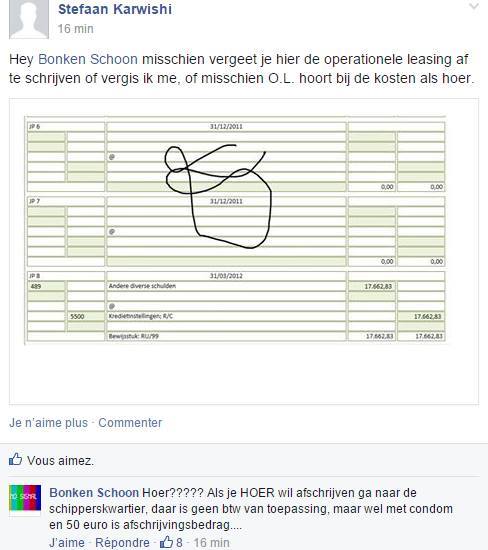 Stefaan Karwishi
16 min
Hey Bonken Schoon misschien vergeet je hier de operationele leasing af
te schrijven of vergis ik me, of misschien O.L. hoort bij de kosten als hoer.
JP 6 31/12/2011
@
0,00 0,00
JP 7 31/12/2011
@
0,00 0,00
JP 8 31/03/2012
489 Andere diverse schulden 17.662,83
@
5500 Kredietinstellingen; R/C 17.662,83
Bewijsstuk: RU/99 17.662,83 17.662,83
Je n'aime plus · Commenter
Vous aimez.
NO SIGNAL
Bonken Schoon Hoer????? Als je HOER wil afschrijven ga naar de
schipperskwartier, daar is geen btw van toepassing, maar wel met condom
en 50 euro is afschrijvingsbedrag....
J'aime · Répondre · 8 · 16 min